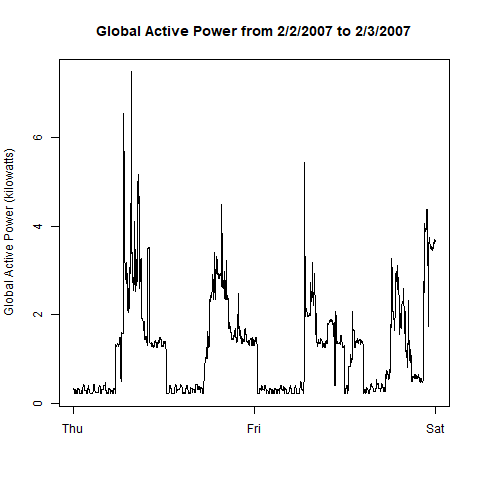 Global Active Power from 2/2/2007 to 2/3/2007
Global Active Power (kilowatts)
6
4
2
0
Thu Fri Sat